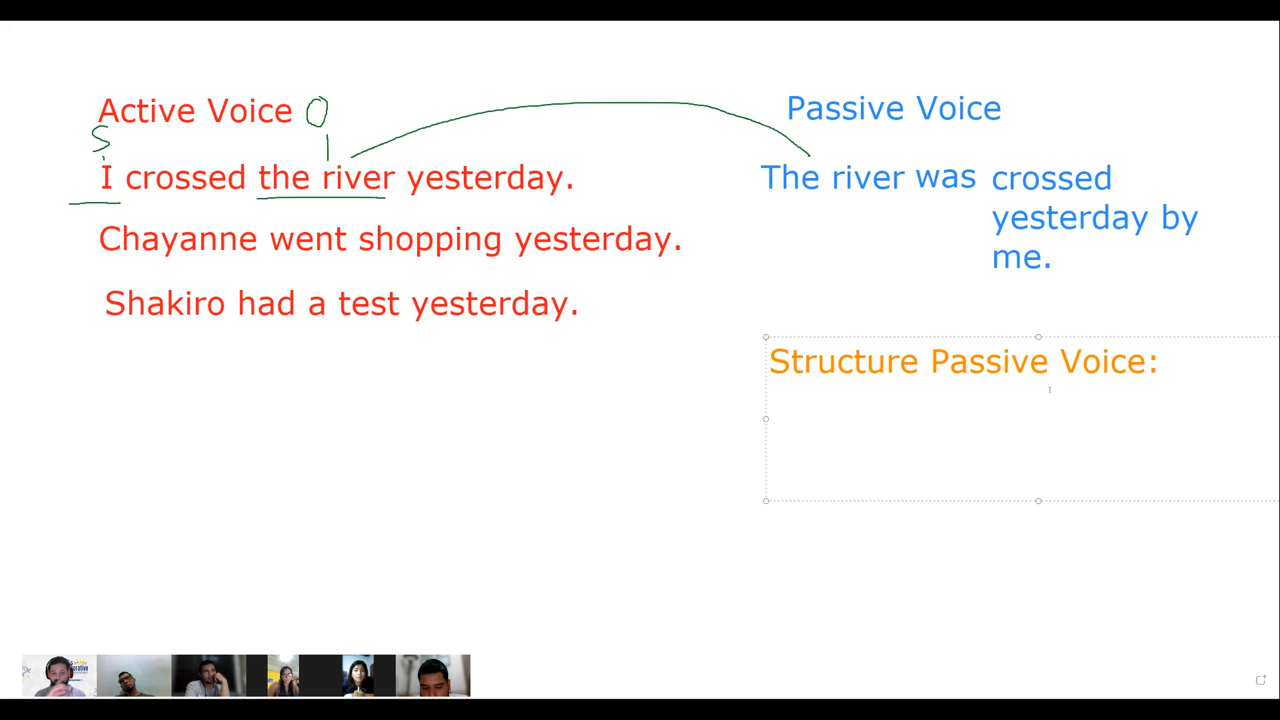 Active Voice O
Passive Voice
S
I crossed the river yesterday.
The river was crossed
yesterday by
me.
Chayanne went shopping yesterday.
Shakiro had a test yesterday.
Structure Passive Voice: